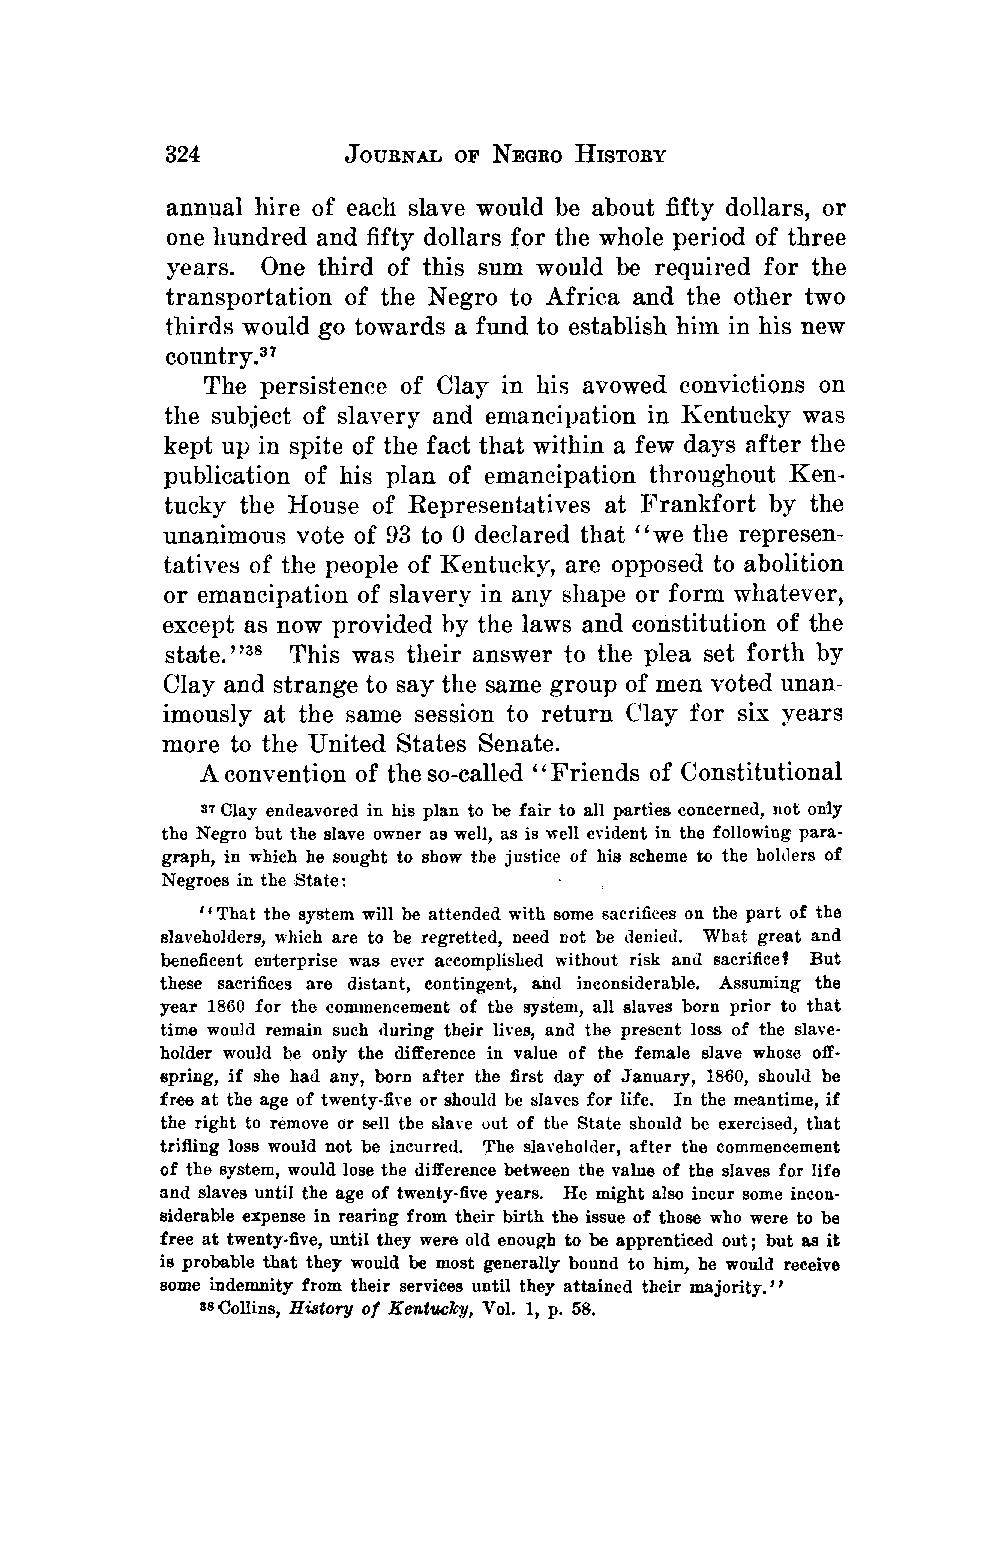 324 JOURNAL OF NEGRO HISTORY
annual hire of each slave would be about fifty dollars, or
one hundred and fifty dollars for the whole period of three
years. One third of this sum would be required for the
transportation of the Negro to Africa and the other two
thirds would go towards a fund to establish him in his new
country.³⁷
The persistence of Clay in his avowed convictions on
the subject of slavery and emancipation in Kentucky was
kept up in spite of the fact that within a few days after the
publication of his plan of emancipation throughout Ken-
tucky the House of Representatives at Frankfort by the
unanimous vote of 93 to 0 declared that “we the represen-
tatives of the people of Kentucky, are opposed to abolition
or emancipation of slavery in any shape or form whatever,
except as now provided by the laws and constitution of the
state.”³⁸ This was their answer to the plea set forth by
Clay and strange to say the same group of men voted unan-
imously at the same session to return Clay for six years
more to the United States Senate.
A convention of the so-called “Friends of Constitutional
³⁷ Clay endeavored in his plan to be fair to all parties concerned, not only
the Negro but the slave owner as well, as is well evident in the following para-
graph, in which he sought to show the justice of his scheme to the holders of
Negroes in the State:
“That the system will be attended with some sacrifices on the part of the
slaveholders, which are to be regretted, need not be denied. What great and
beneficent enterprise was ever accomplished without risk and sacrifice? But
these sacrifices are distant, contingent, and inconsiderable. Assuming the
year 1860 for the commencement of the system, all slaves born prior to that
time would remain such during their lives, and the present loss of the slave-
holder would be only the difference in value of the female slave whose off-
spring, if she had any, born after the first day of January, 1860, should be
free at the age of twenty-five or should be slaves for life. In the meantime, if
the right to remove or sell the slave out of the State should be exercised, that
trifling loss would not be incurred. The slaveholder, after the commencement
of the system, would lose the difference between the value of the slaves for life
and slaves until the age of twenty-five years. He might also incur some incon-
siderable expense in rearing from their birth the issue of those who were to be
free at twenty-five, until they were old enough to be apprenticed out; but as it
is probable that they would be most generally bound to him, he would receive
some indemnity from their services until they attained their majority.”
³⁸ Collins, History of Kentucky, Vol. 1, p. 58.